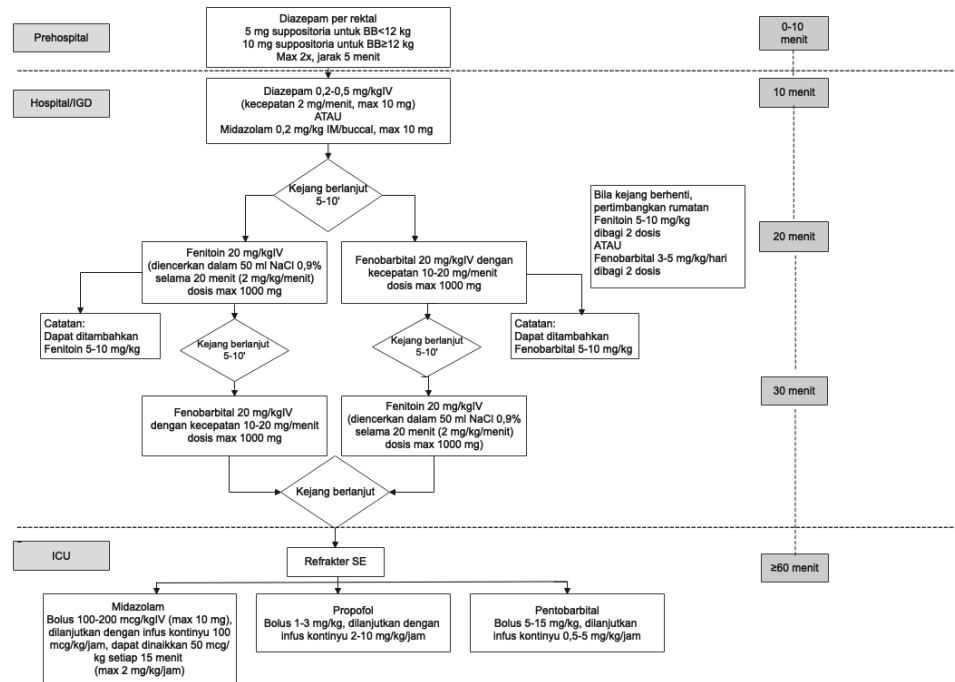 Prehospital
Diazepam per rektal
5 mg suppositoria untuk BB<12 kg
10 mg suppositoria untuk BB≥12 kg
Max 2x, jarak 5 menit
0-10
menit
Hospital/IGD
Diazepam 0,2-0,5 mg/kgIV
(kecepatan 2 mg/menit, max 10 mg)
ATAU
Midazolam 0,2 mg/kg IM/buccal, max 10 mg
10 menit
Kejang berlanjut
5-10'
Bila kejang berhenti,
pertimbangkan rumatan
Fenitoin 5-10 mg/kg
dibagi 2 dosis
ATAU
Fenobarbital 3-5 mg/kg/hari
dibagi 2 dosis
20 menit
Fenitoin 20 mg/kgIV
(diencerkan dalam 50 ml NaCl 0,9%
selama 20 menit (2 mg/kg/menit)
dosis max 1000 mg
Fenobarbital 20 mg/kgIV dengan
kecepatan 10-20 mg/menit
dosis max 1000 mg
Catatan:
Dapat ditambahkan
Fenitoin 5-10 mg/kg
Kejang berlanjut
5-10'
Kejang berlanjut
5-10'
Catatan:
Dapat ditambahkan
Fenobarbital 5-10 mg/kg
30 menit
Fenobarbital 20 mg/kgIV
dengan kecepatan 10-20 mg/menit
dosis max 1000 mg
Fenitoin 20 mg/kgIV
(diencerkan dalam 50 ml NaCl 0,9%
selama 20 menit (2 mg/kg/menit)
dosis max 1000 mg)
Kejang berlanjut
ICU
Refrakter SE
≥60 menit
Midazolam
Bolus 100-200 mcg/kgIV (max 10 mg),
dilanjutkan dengan infus kontinyu 100
mcg/kg/jam, dapat dinaikkan 50 mcg/
kg setiap 15 menit
(max 2 mg/kg/jam)
Propofol
Bolus 1-3 mg/kg, dilanjutkan dengan
infus kontinyu 2-10 mg/kg/jam
Pentobarbital
Bolus 5-15 mg/kg, dilanjutkan
infus kontinyu 0,5-5 mg/kg/jam